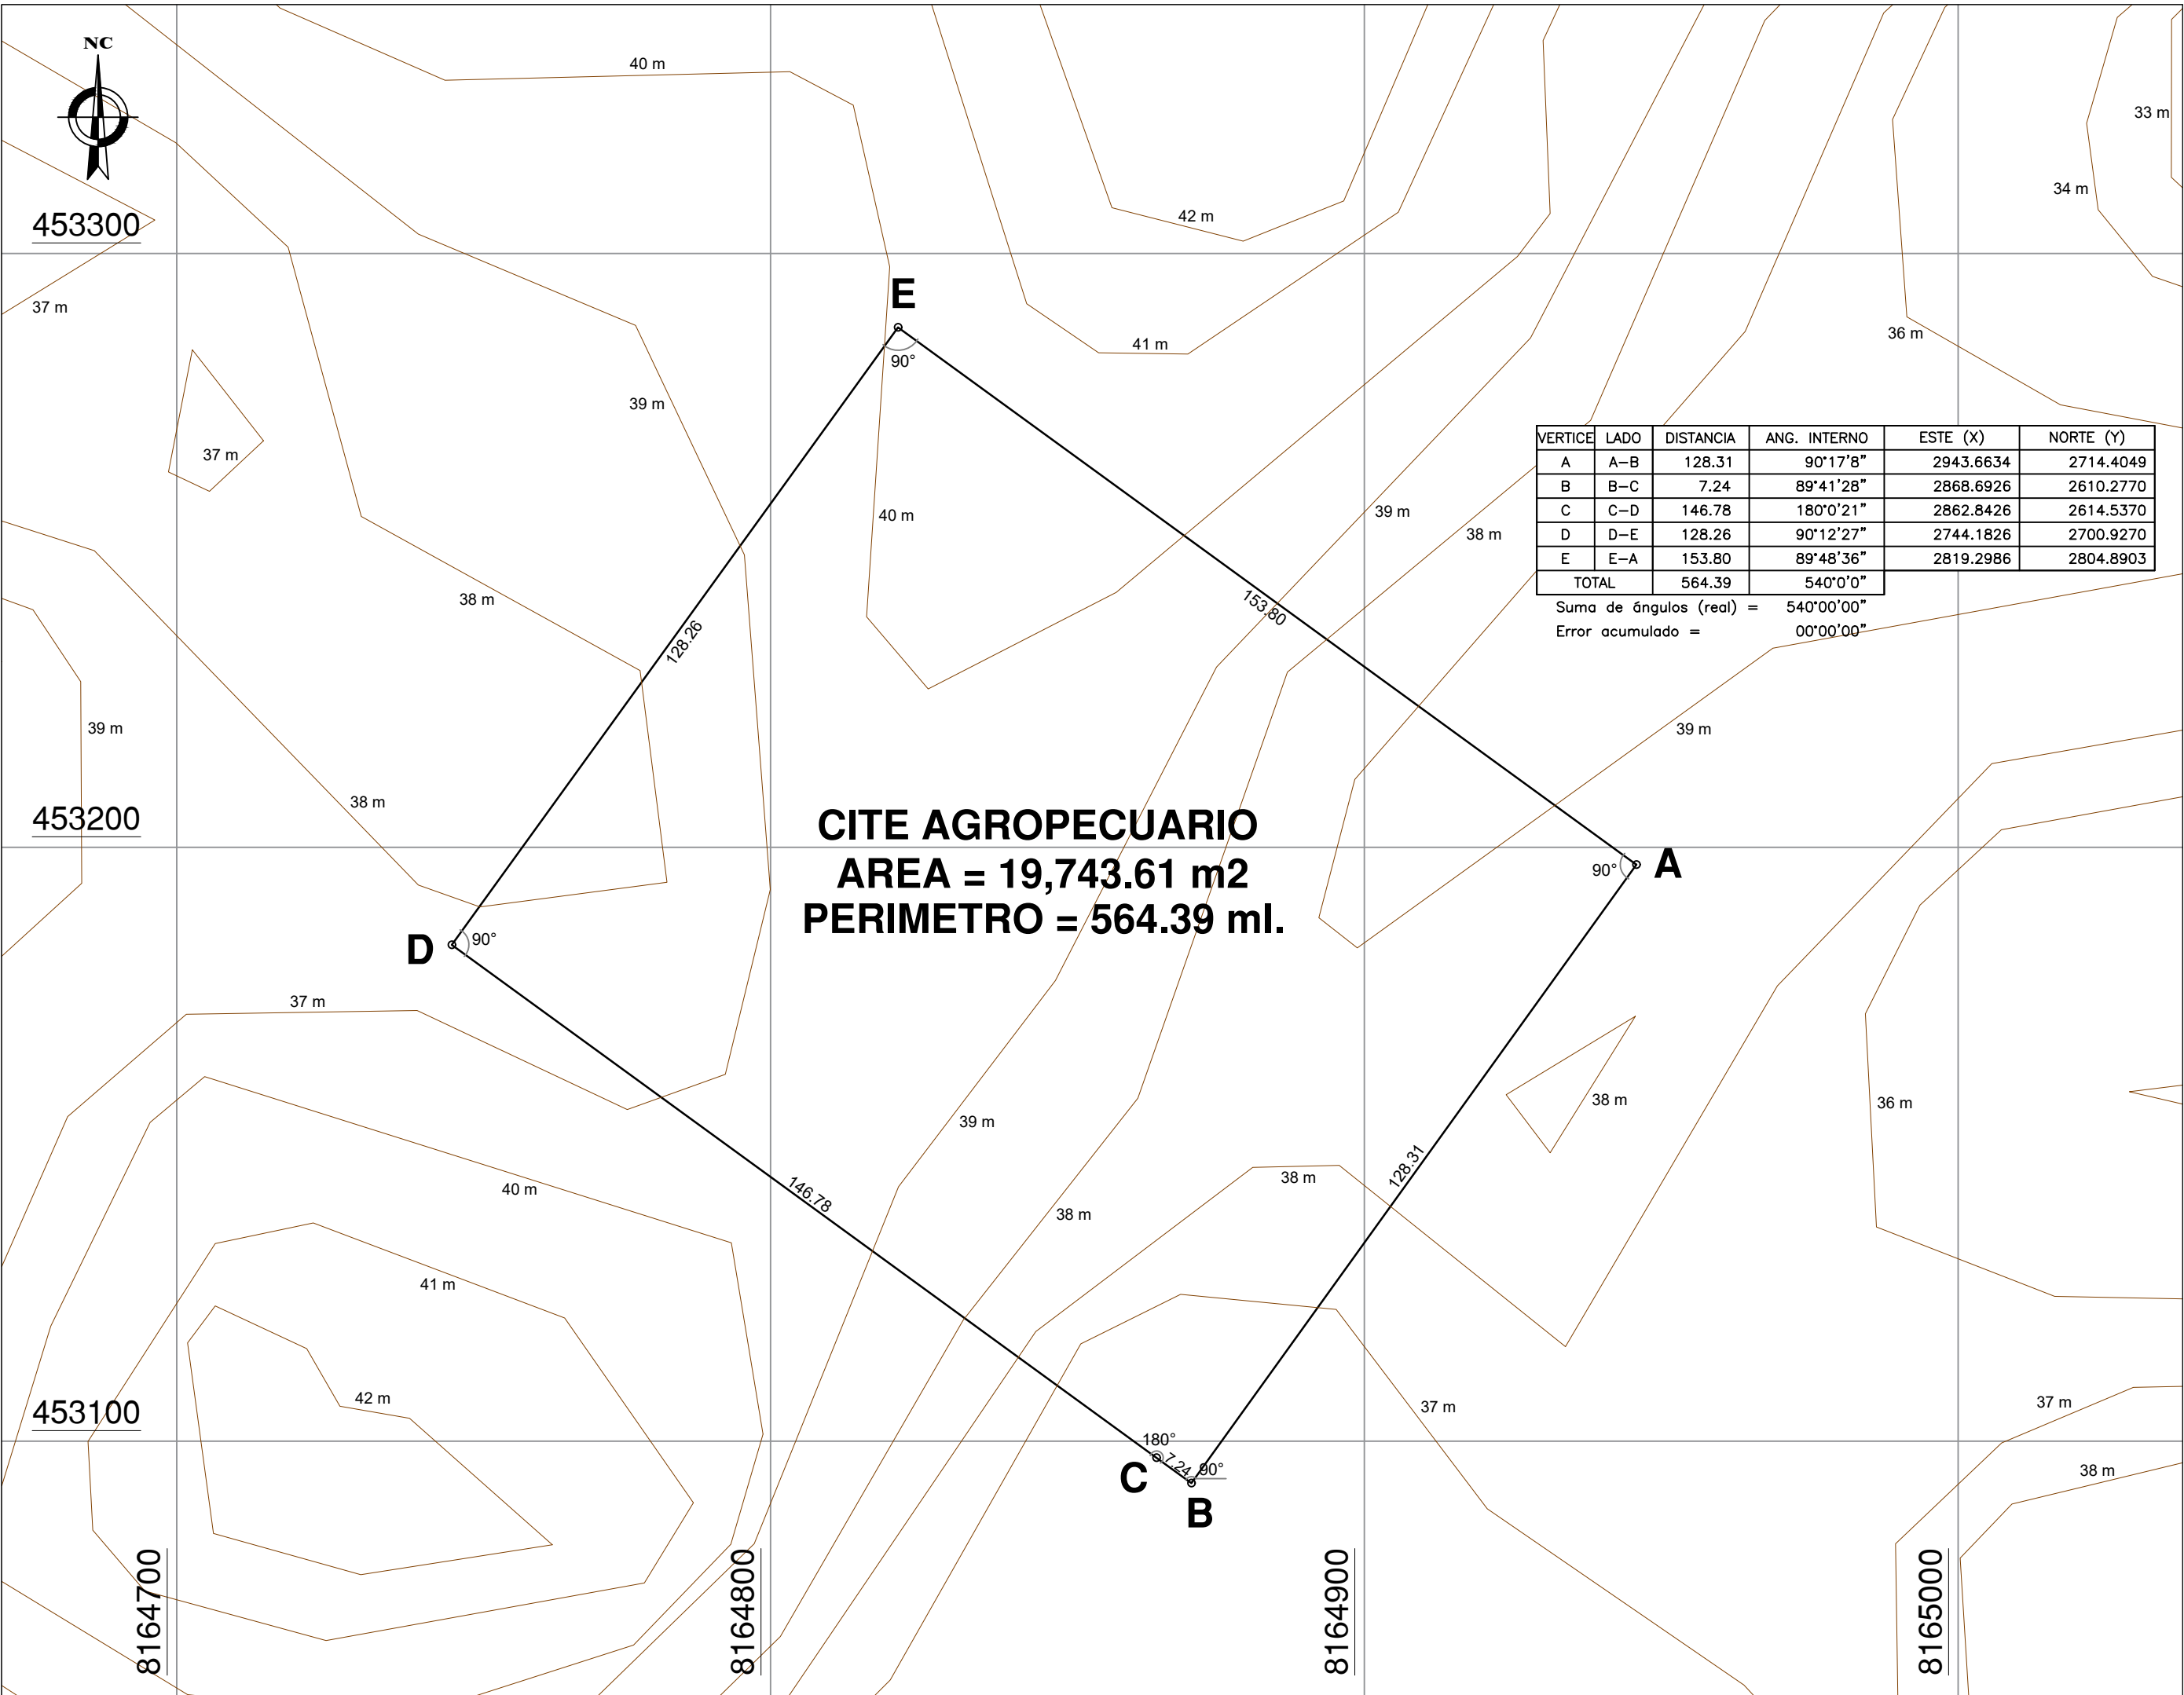 NC
40 m
33 m
34 m
42 m
453300
37 m
E
90°
41 m
36 m
39 m
37 m
40 m
39 m
38 m
VERTICE LADO DISTANCIA ANG. INTERNO ESTE (X) NORTE (Y)
A A-B 128.31 90°17'8" 2943.6634 2714.4049
B B-C 7.24 89°41'28" 2868.6926 2610.2770
C C-D 146.78 180°0'21" 2862.8426 2614.5370
D D-E 128.26 90°12'27" 2744.1826 2700.9270
E E-A 153.80 89°48'36" 2819.2986 2804.8903
TOTAL 564.39 540°0'0"
Suma de ángulos (real) = 540°00'00"
Error acumulado = 00°00'00"
38 m
128.26
153.80
39 m
39 m
38 m
453200
CITE AGROPECUARIO
AREA = 19,743.61 m2
PERIMETRO = 564.39 ml.
90° A
D 90°
37 m
39 m
38 m
36 m
40 m
146.78
38 m
128.31
38 m
41 m
42 m
453100
37 m
37 m
180°
C 7.24 90°
B
38 m
8164700
8164800
8164900
8165000